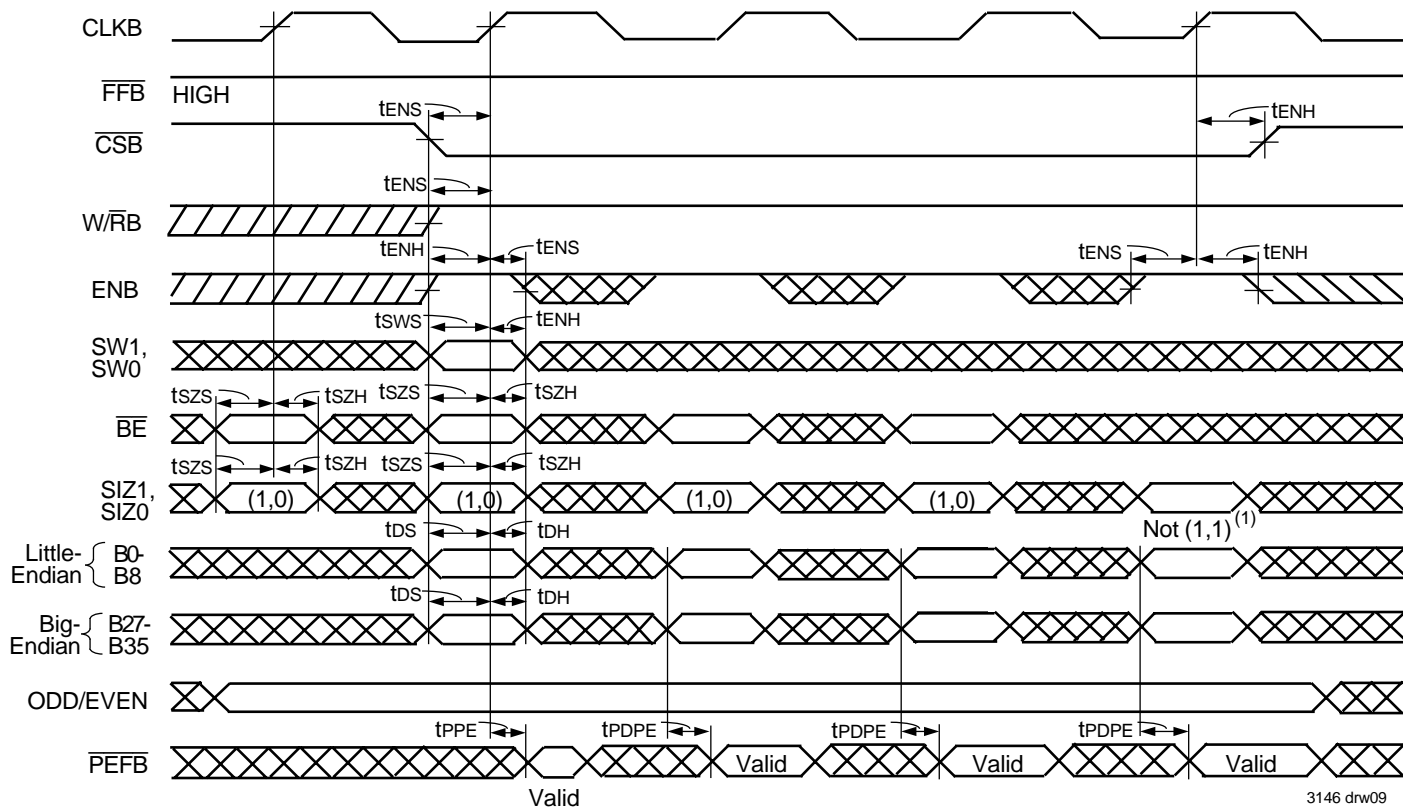 CLKB
FFB
HIGH
tENS
tENH
CSB
tENS
W/RB
tENH
tENS
tENS
tENH
ENB
tSWS
tENH
SW1,
SW0
tSZS
tSZH
tSZS
tSZH
BE
tSZS
tSZH
tSZS
tSZH
SIZ1,
SIZ0
(1,0)
(1,0)
(1,0)
(1,0)
Not (1,1)(1)
tDS
tDH
Little-
Endian
B0-
B8
tDS
tDH
Big-
Endian
B27-
B35
ODD/EVEN
tPPE
tPDPE
tPDPE
tPDPE
PEFB
Valid
Valid
Valid
Valid
3146 drw09